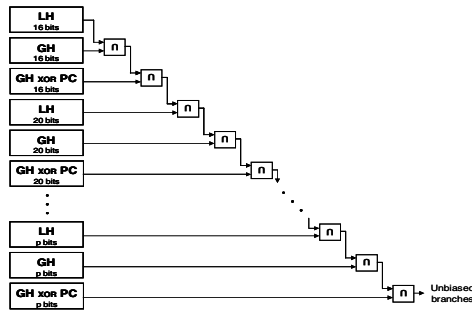 LH
16 bits
GH
16 bits
GH XOR PC
16 bits
LH
20 bits
GH
20 bits
GH XOR PC
20 bits
LH
p bits
GH
p bits
GH XOR PC
p bits
∩
∩
∩
∩
∩
∩
∩
∩
Unbiased
branches